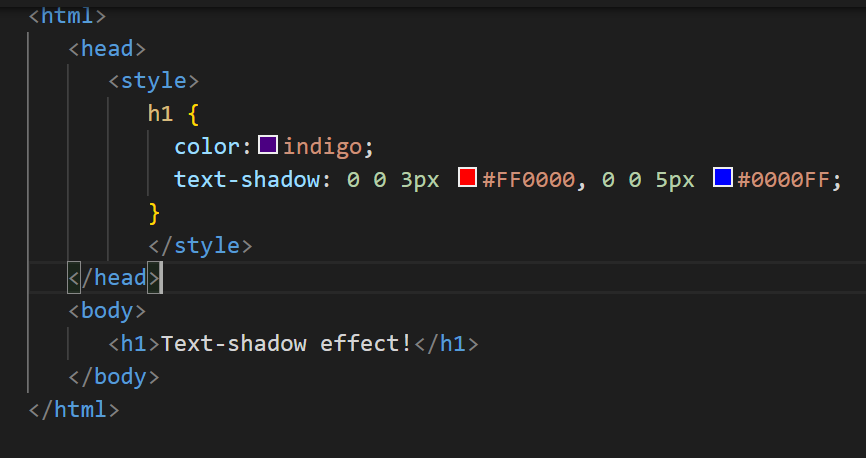 <html>
<head>
<style>
h1 {
color: indigo;
text-shadow: 0 0 3px #FF0000, 0 0 5px #0000FF;
}
</style>
</head>
<body>
<h1>Text-shadow effect!</h1>
</body>
</html>